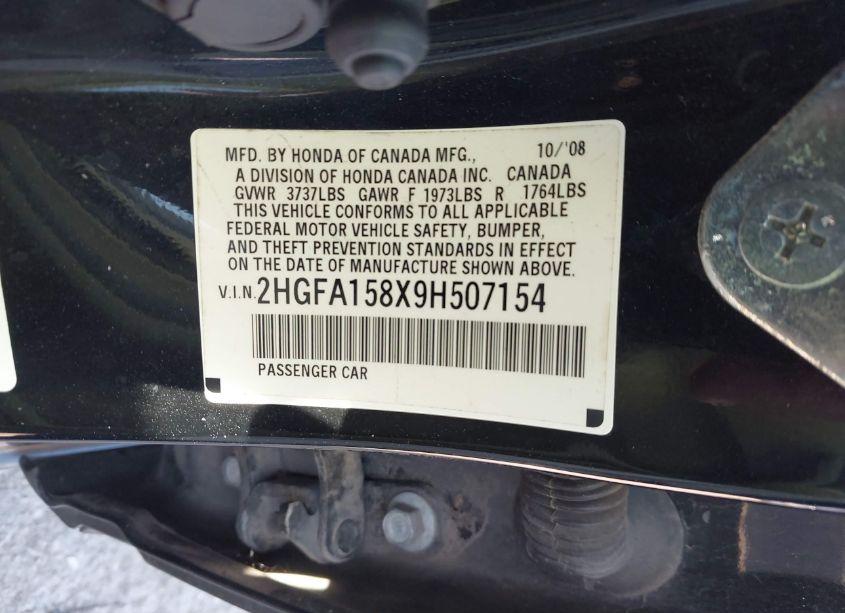 MFD. BY HONDA OF CANADA MFG., 10/'08
A DIVISION OF HONDA CANADA INC. CANADA
GVWR 3737LBS GAWR F 1973LBS R 1764LBS
THIS VEHICLE CONFORMS TO ALL APPLICABLE
FEDERAL MOTOR VEHICLE SAFETY, BUMPER,
AND THEFT PREVENTION STANDARDS IN EFFECT
ON THE DATE OF MANUFACTURE SHOWN ABOVE.
V.I.N. 2HGFA158X9H507154
PASSENGER CAR